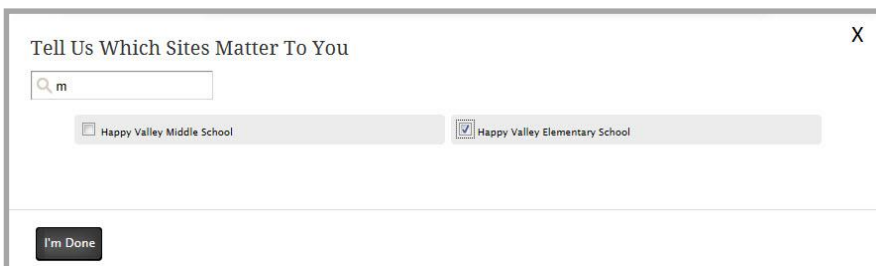 Tell Us Which Sites Matter To You
X
m
Happy Valley Middle School
Happy Valley Elementary School
I'm Done